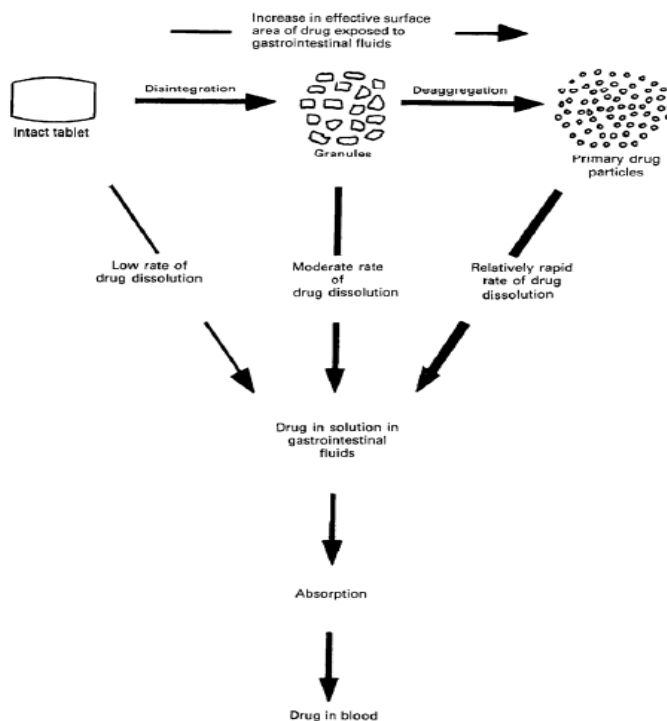 Increase in effective surface
area of drug exposed to
gastrointestinal fluids
Disintegration
Deaggregation
Intact tablet
Granules
Primary drug
particles
Low rate of
drug dissolution
Moderate rate
of
drug dissolution
Relatively rapid
rate of drug
dissolution
Drug in solution in
gastrointestinal
fluids
Absorption
Drug in blood